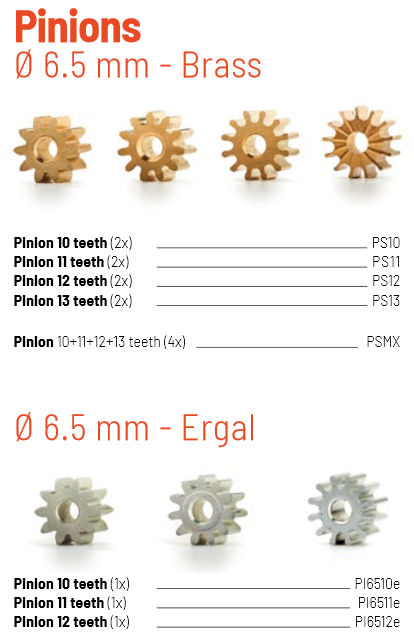 Pinions
Ø 6.5 mm - Brass
Pinion 10 teeth (2x) PS10
Pinion 11 teeth (2x) PS11
Pinion 12 teeth (2x) PS12
Pinion 13 teeth (2x) PS13
Pinion 10+11+12+13 teeth (4x) PSMX
Ø 6.5 mm - Ergal
Pinion 10 teeth (1x) PI6510e
Pinion 11 teeth (1x) PI6511e
Pinion 12 teeth (1x) PI6512e